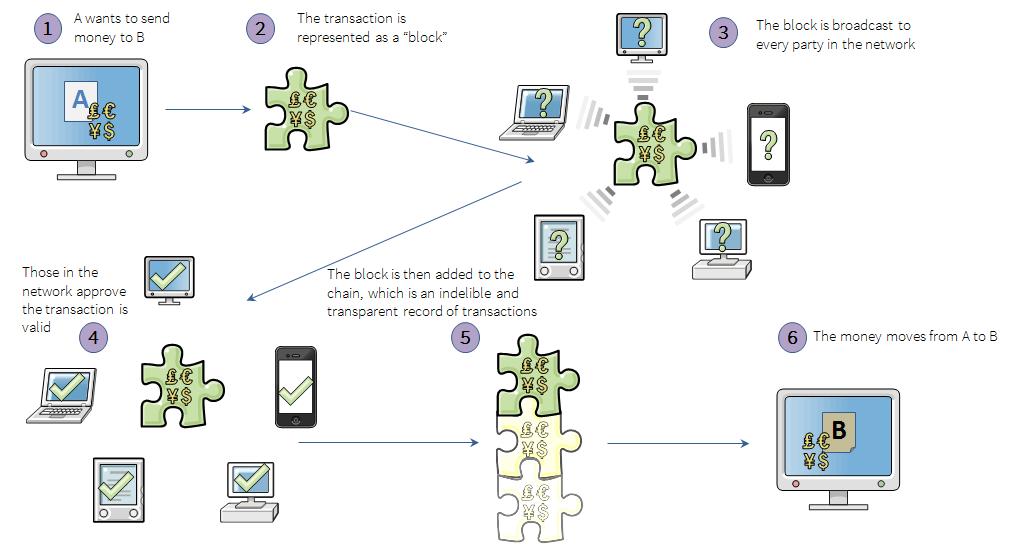 1
A wants to send
money to B
2
The transaction is
represented as a “block”
3
The block is broadcast to
every party in the network
A
£€
¥$
£€
¥$
?
?
£€
¥$
?
?
?
Those in the
network approve
the transaction is
valid
4
The block is then added to the
chain, which is an indelible and
transparent record of transactions
5
6
The money moves from A to B
£€
¥$
£€
¥$
£€
¥$
£€
¥$
B
£€
¥$